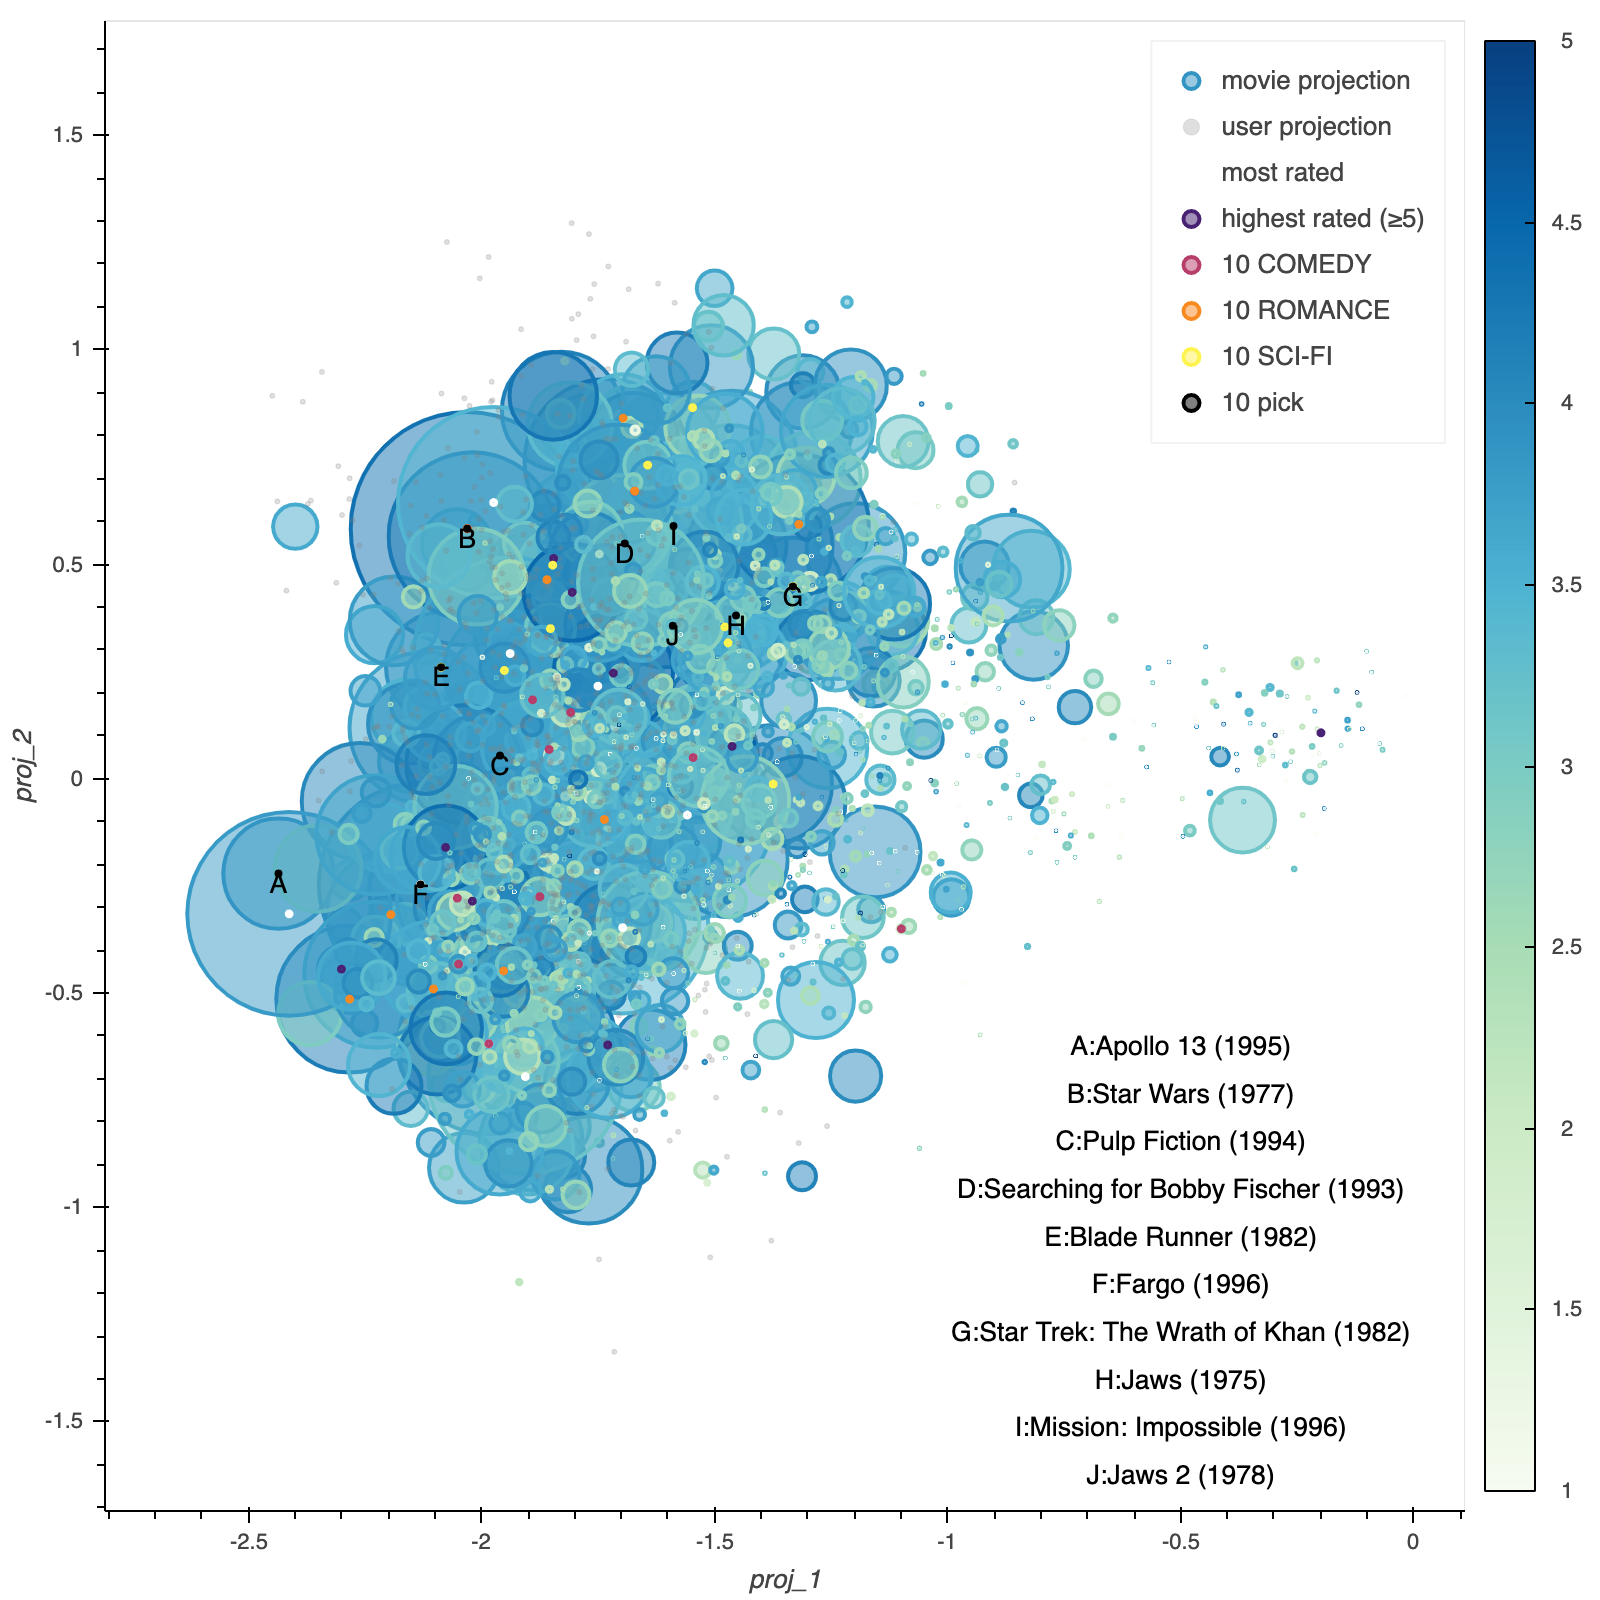 movie projection
user projection
most rated
highest rated (≥5)
10 COMEDY
10 ROMANCE
10 SCI-FI
10 pick
5
4.5
4
3.5
3
2.5
2
1.5
1
1.5
1
0.5
0
-0.5
-1
-1.5
proj_2
B
I
D
G
H
J
E
C
A
F
A:Apollo 13 (1995)
B:Star Wars (1977)
C:Pulp Fiction (1994)
D:Searching for Bobby Fischer (1993)
E:Blade Runner (1982)
F:Fargo (1996)
G:Star Trek: The Wrath of Khan (1982)
H:Jaws (1975)
I:Mission: Impossible (1996)
J:Jaws 2 (1978)
-2.5
-2
-1.5
-1
-0.5
0
proj_1